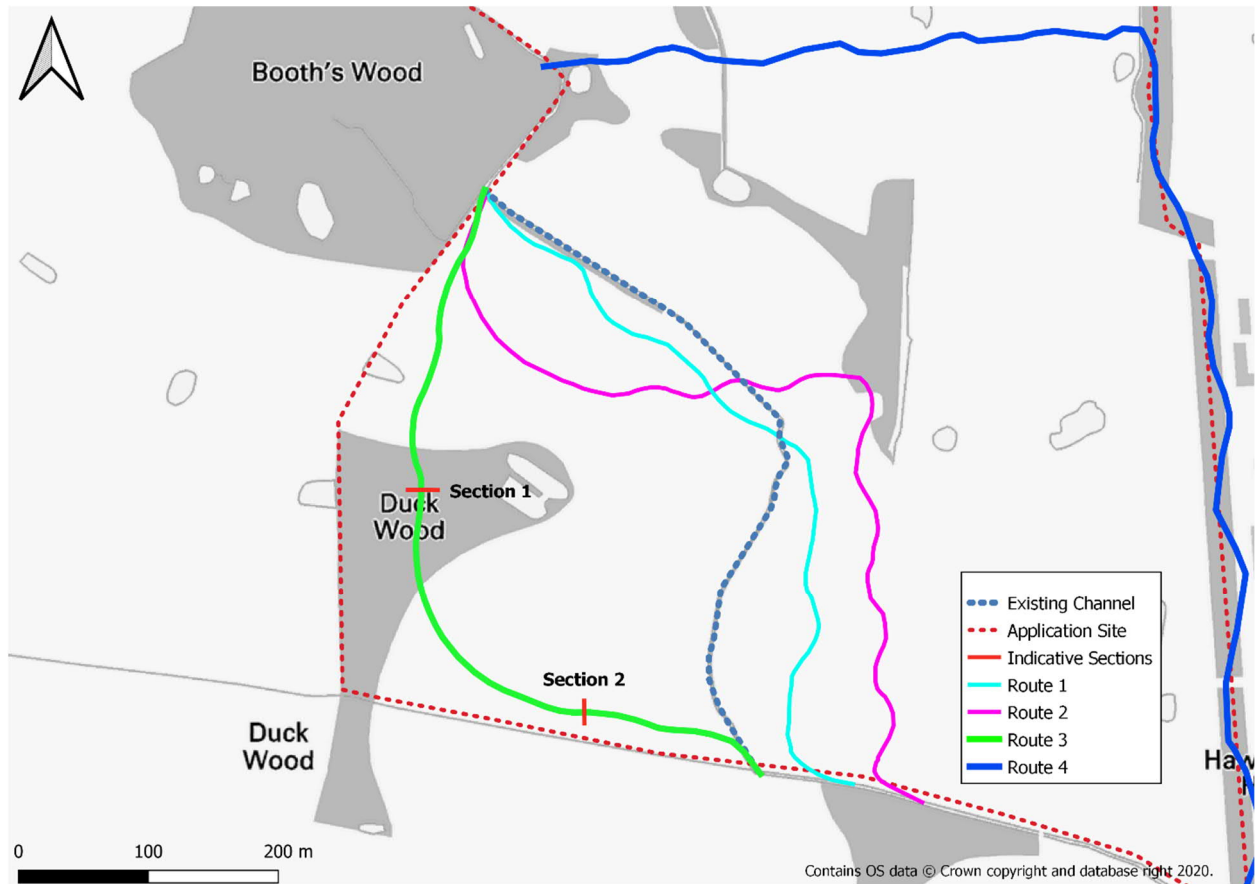 Booth's Wood
Section 1
Duck
Wood
Section 2
Duck
Wood
Existing Channel
Application Site
Indicative Sections
Route 1
Route 2
Route 3
Route 4
0 100 200 m
Contains OS data © Crown copyright and database right 2020.